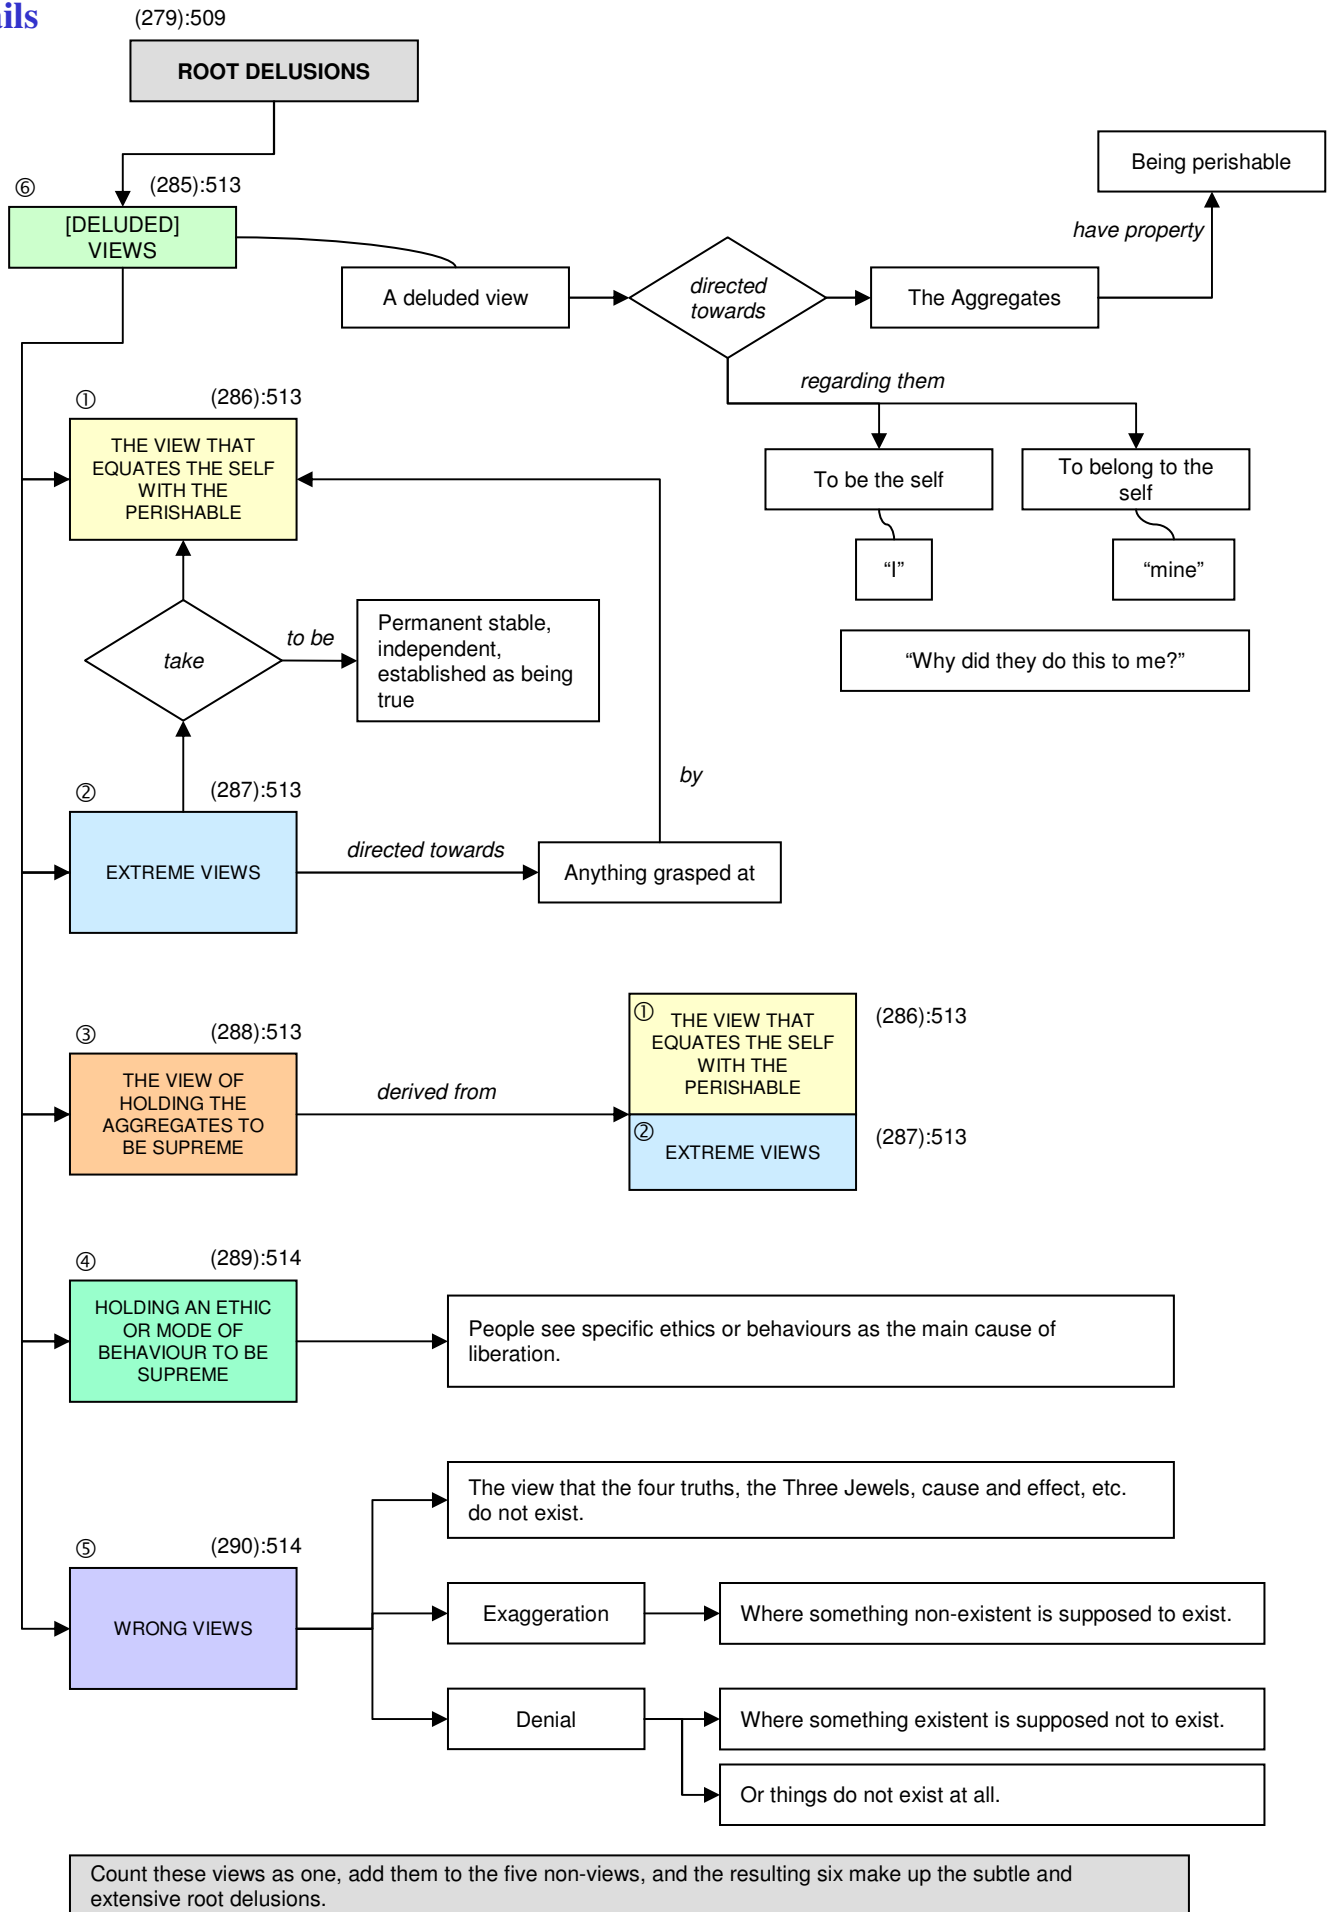 ils
(279):509
ROOT DELUSIONS
⑥
(285):513
[DELUDED]
VIEWS
A deluded view
directed
towards
The Aggregates
have property
Being perishable
regarding them
To be the self
To belong to the
self
“I”
“mine”
“Why did they do this to me?”
①
(286):513
THE VIEW THAT
EQUATES THE SELF
WITH THE
PERISHABLE
take
to be
Permanent stable,
independent,
established as being
true
by
②
(287):513
EXTREME VIEWS
directed towards
Anything grasped at
③
(288):513
THE VIEW OF
HOLDING THE
AGGREGATES TO
BE SUPREME
derived from
①
THE VIEW THAT
EQUATES THE SELF
WITH THE
PERISHABLE
(286):513
②
EXTREME VIEWS
(287):513
④
(289):514
HOLDING AN ETHIC
OR MODE OF
BEHAVIOUR TO BE
SUPREME
People see specific ethics or behaviours as the main cause of
liberation.
⑤
(290):514
WRONG VIEWS
The view that the four truths, the Three Jewels, cause and effect, etc.
do not exist.
Exaggeration
Where something non-existent is supposed to exist.
Denial
Where something existent is supposed not to exist.
Or things do not exist at all.
Count these views as one, add them to the five non-views, and the resulting six make up the subtle and
extensive root delusions.